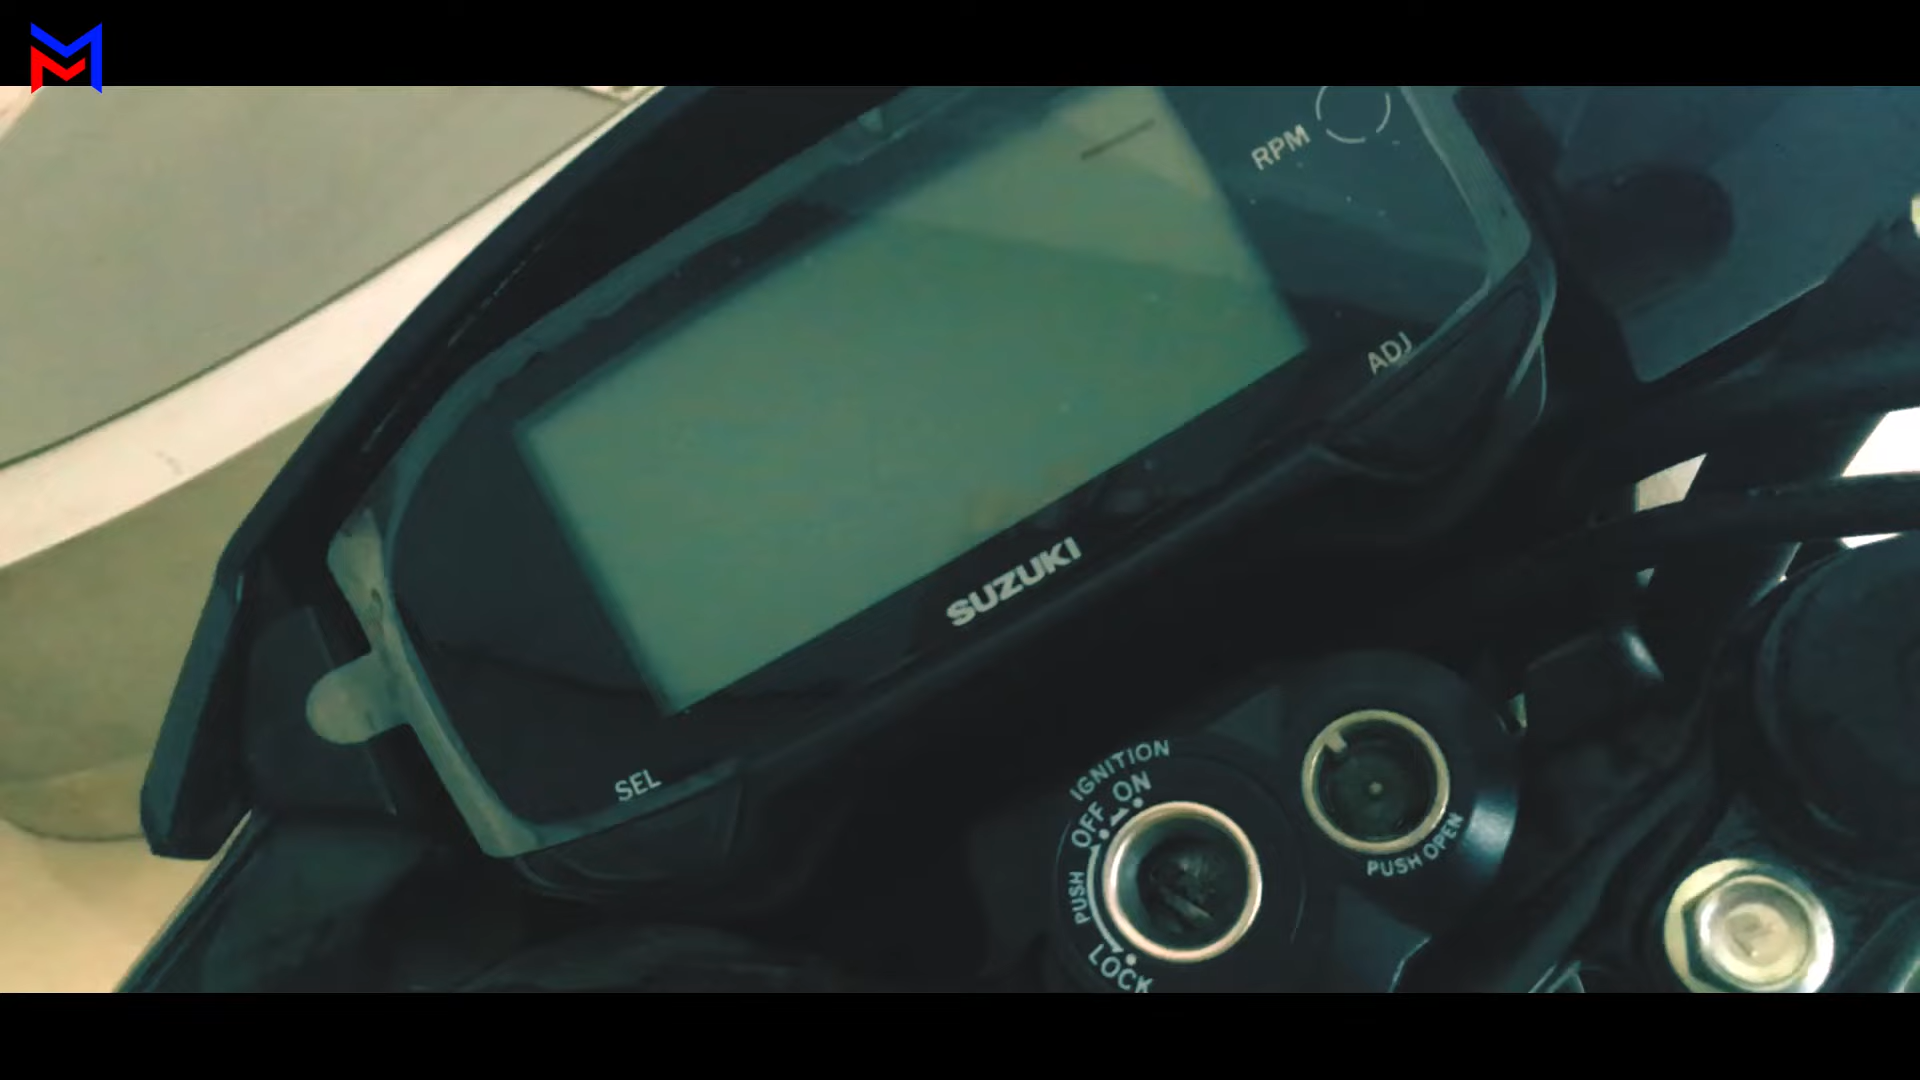 RPM
ADJ
SUZUKI
SEL
IGNITION
ON
OFF
PUSH
LOCK
PUSH OPEN